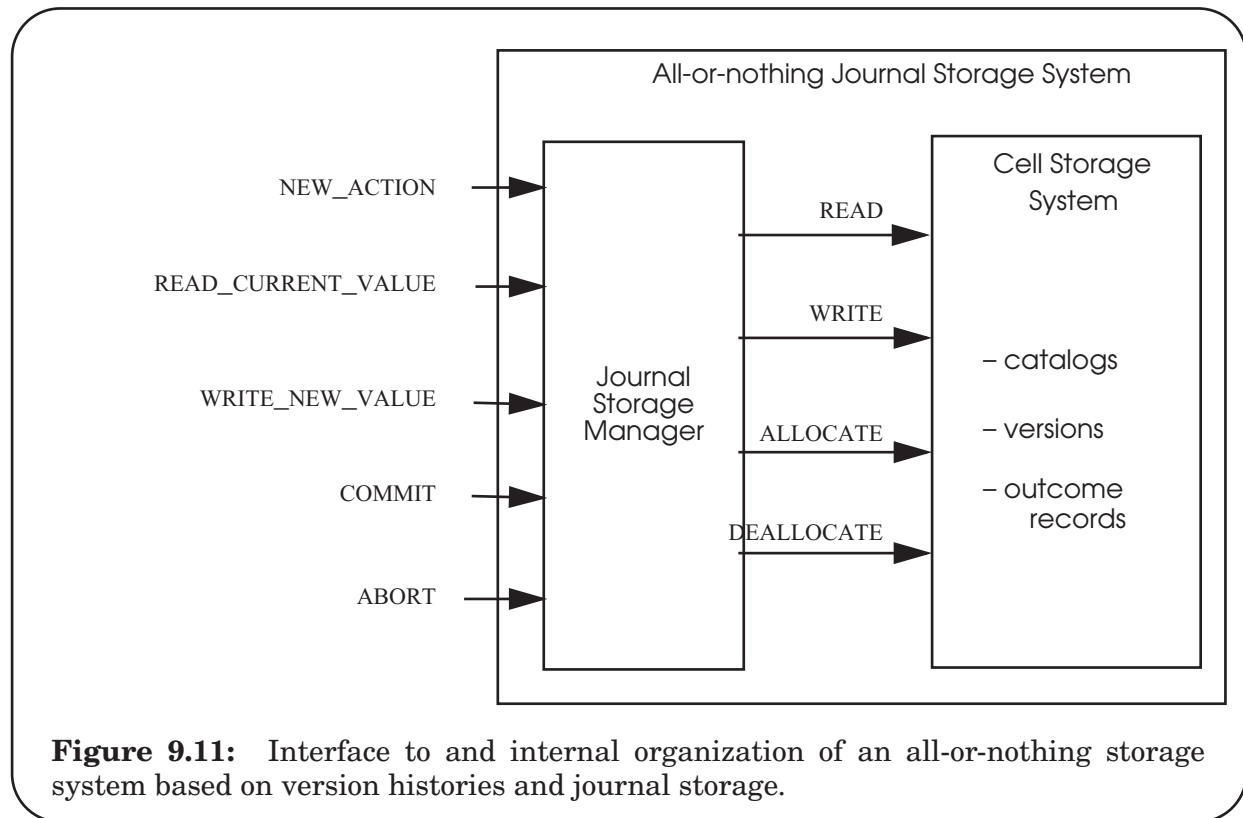 All-or-nothing Journal Storage System
NEW_ACTION
READ_CURRENT_VALUE
WRITE_NEW_VALUE
COMMIT
ABORT
Journal
Storage
Manager
READ
WRITE
ALLOCATE
DEALLOCATE
Cell Storage
System
– catalogs
– versions
– outcome
records
Figure 9.11: Interface to and internal organization of an all-or-nothing storage
system based on version histories and journal storage.